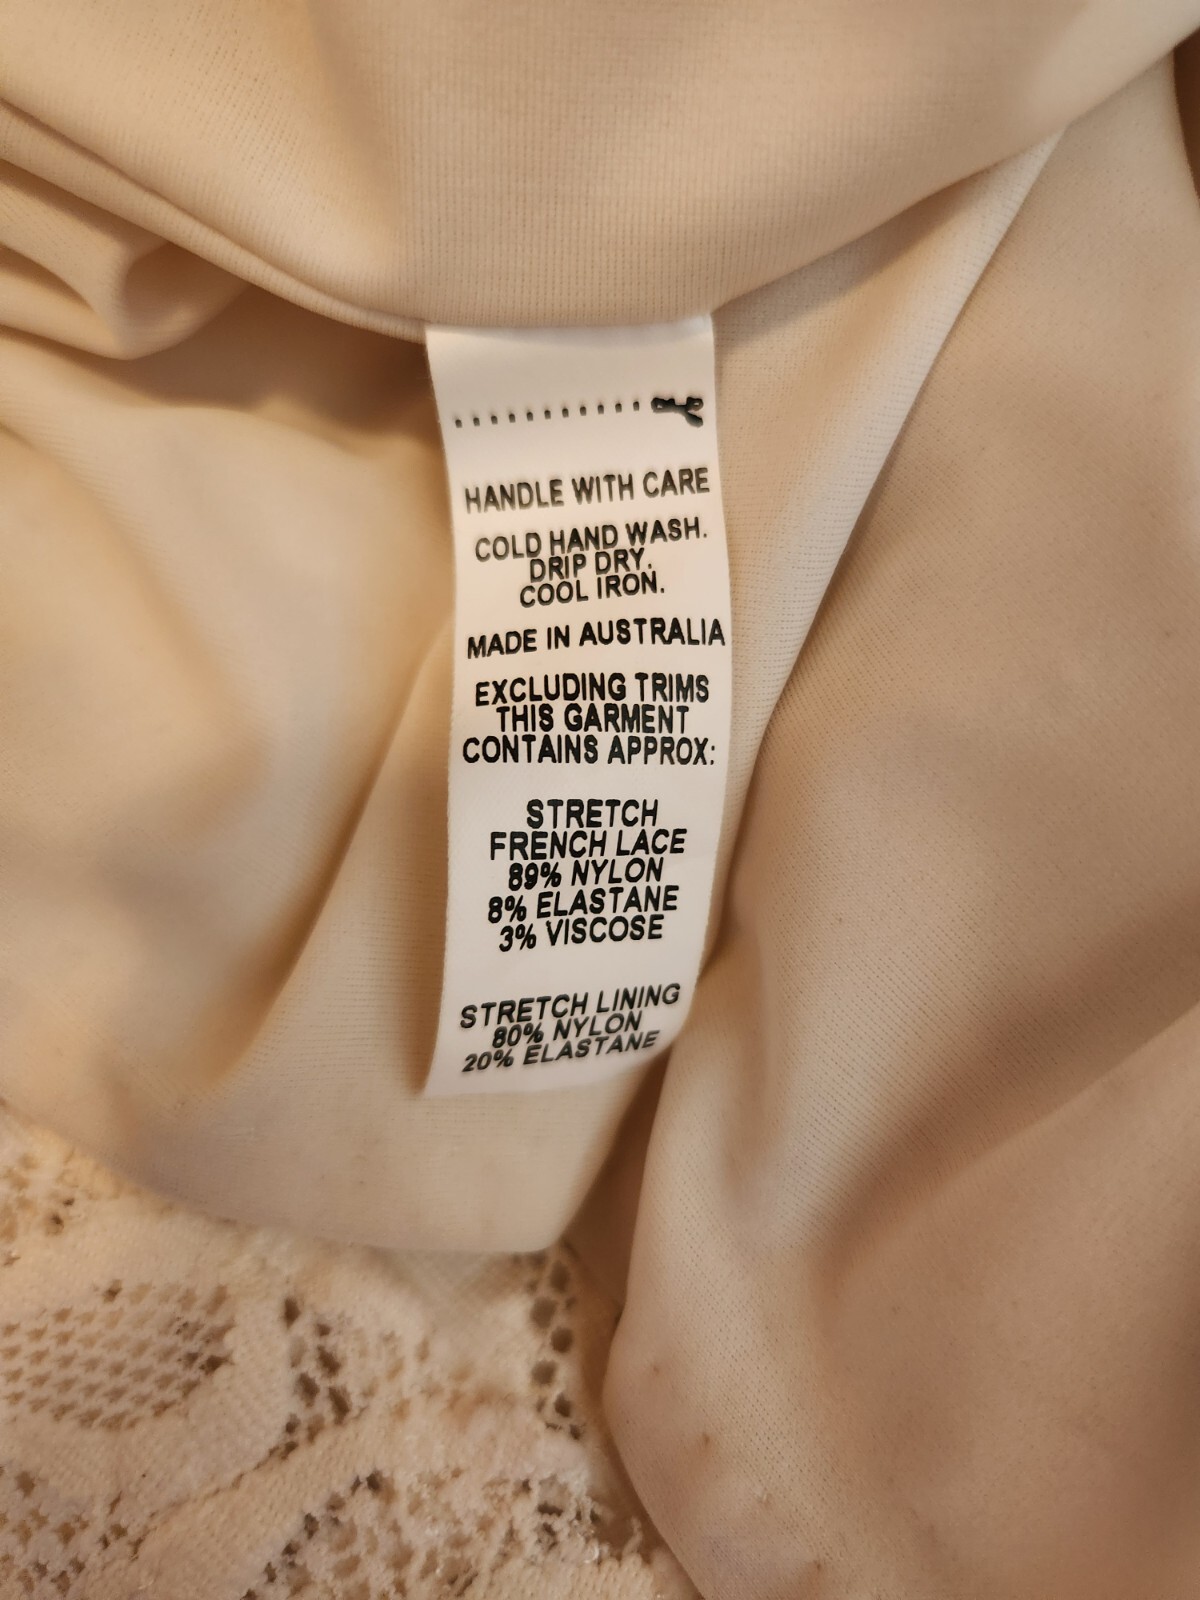 HANDLE WITH CARE
COLD HAND WASH.
DRIP DRY.
COOL IRON.
MADE IN AUSTRALIA
EXCLUDING TRIMS
THIS GARMENT
CONTAINS APPROX:
STRETCH
FRENCH LACE
89% NYLON
8% ELASTANE
3% VISCOSE
STRETCH LINING
80% NYLON
20% ELASTANE